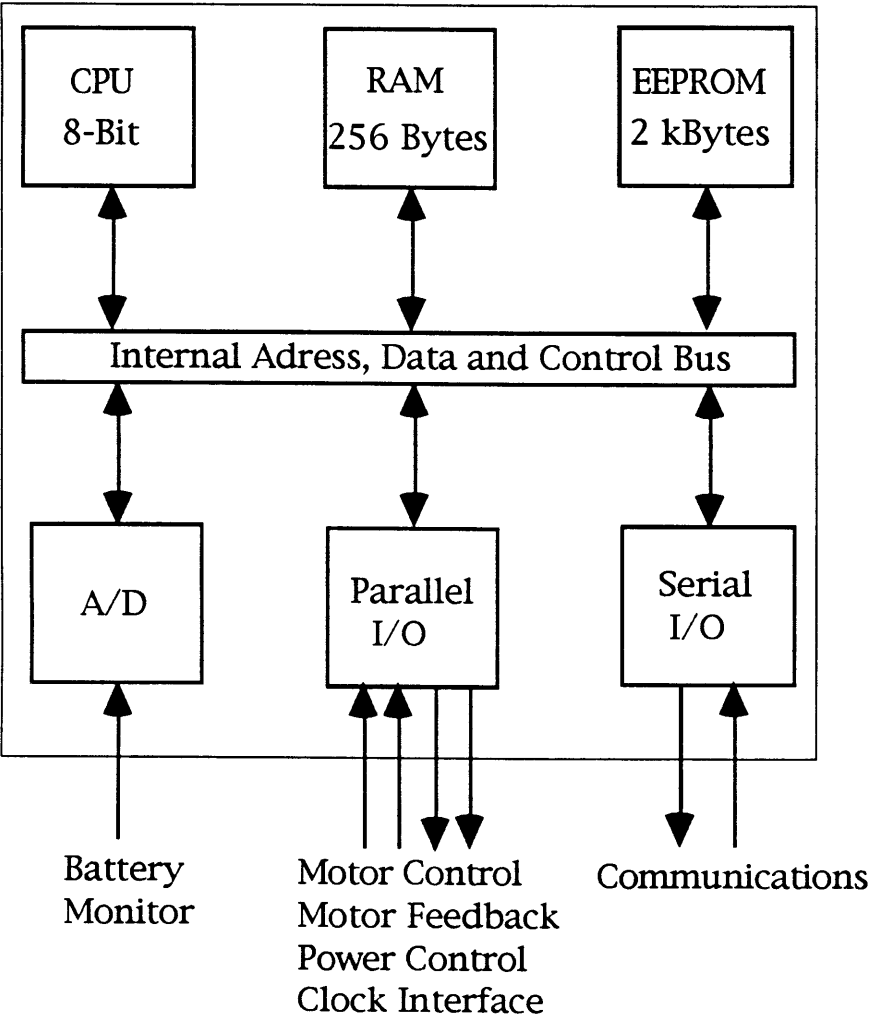 CPU
8-Bit
RAM
256 Bytes
EEPROM
2 kBytes
Internal Adress, Data and Control Bus
A/D
Parallel
I/O
Serial
I/O
Battery
Monitor
Motor Control
Motor Feedback
Power Control
Clock Interface
Communications